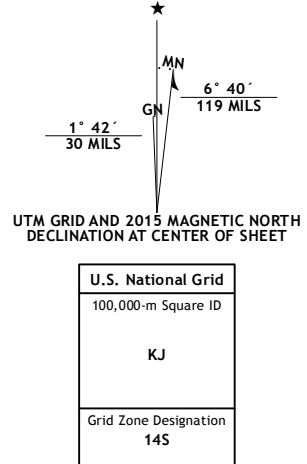 ★
MN
GN
6° 40´
119 MILS
1° 42´
30 MILS
UTM GRID AND 2015 MAGNETIC NORTH
DECLINATION AT CENTER OF SHEET
U.S. National Grid
100,000-m Square ID
KJ
Grid Zone Designation
14S